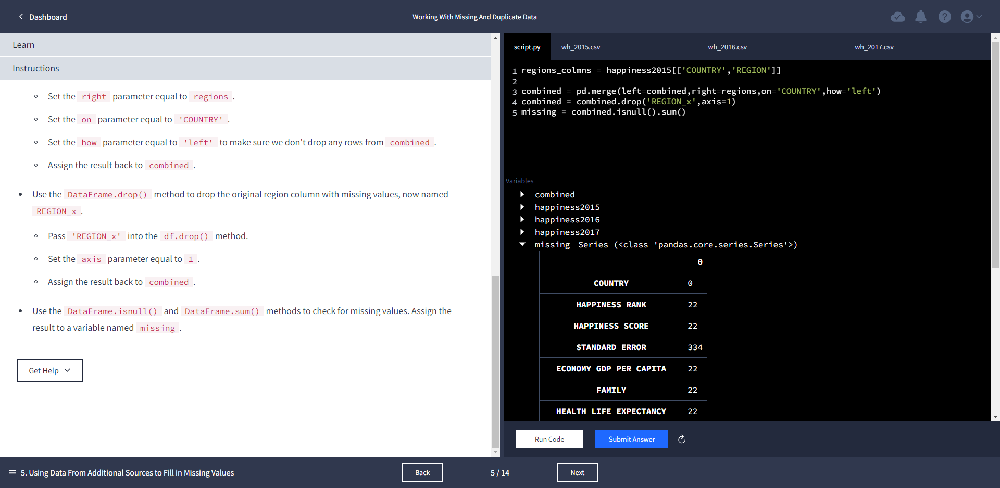 Dashboard
Working With Missing And Duplicate Data
Learn
Instructions
Set the right parameter equal to regions .
Set the on parameter equal to 'COUNTRY' .
Set the how parameter equal to 'left' to make sure we don't drop any rows from combined .
Assign the result back to combined .
Use the DataFrame.drop() method to drop the original region column with missing values, now named
REGION_x .
Pass 'REGION_x' into the df.drop() method.
Set the axis parameter equal to 1 .
Assign the result back to combined .
Use the DataFrame.isnull() and DataFrame.sum() methods to check for missing values. Assign the
result to a variable named missing .
Get Help
script.py wh_2015.csv wh_2016.csv wh_2017.csv
1 regions_colmns = happiness2015[['COUNTRY','REGION']]
2
3 combined = pd.merge(left=combined,right=regions,on='COUNTRY',how='left')
4 combined = combined.drop('REGION_x',axis=1)
5 missing = combined.isnull().sum()
Variables
combined
happiness2015
happiness2016
happiness2017
missing Series (<class 'pandas.core.series.Series'>)
0
COUNTRY 0
HAPPINESS RANK 22
HAPPINESS SCORE 22
STANDARD ERROR 334
ECONOMY GDP PER CAPITA 22
FAMILY 22
HEALTH LIFE EXPECTANCY 22
Run Code Submit Answer
5. Using Data From Additional Sources to Fill in Missing Values
Back 5 / 14 Next